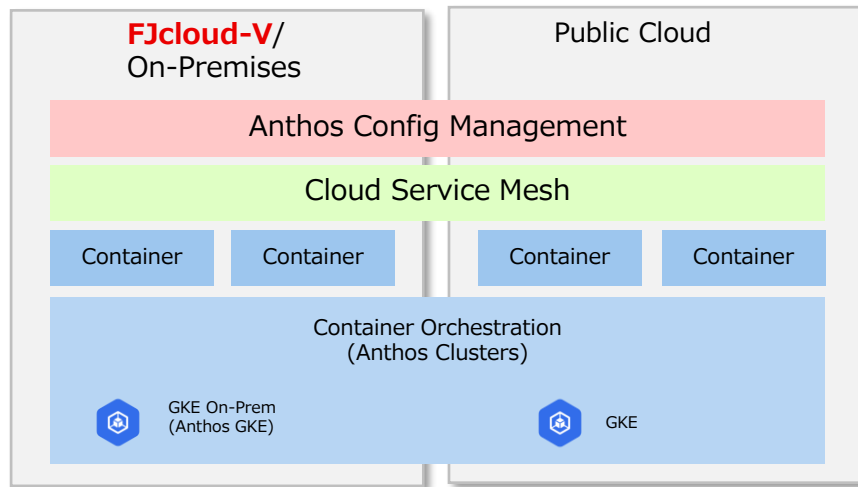 FJcloud-V/
On-Premises
Public Cloud
Anthos Config Management
Cloud Service Mesh
Container
Container
Container
Container
Container Orchestration
(Anthos Clusters)
GKE On-Prem
(Anthos GKE)
GKE